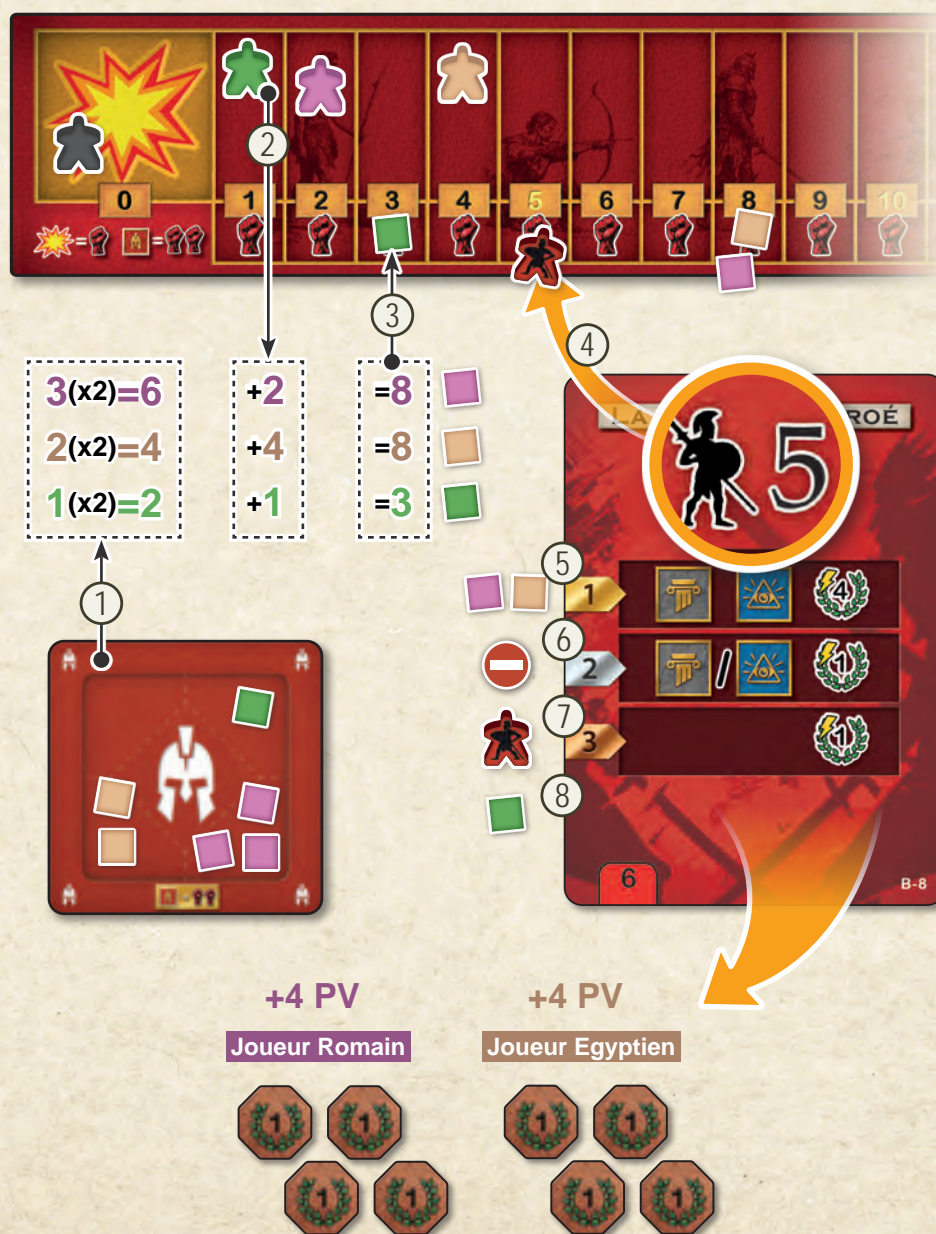 0 1 2 3 4 5 6 7 8 9 10
= =
2
3
4
3(x2)=6 +2 =8
2(x2)=4 +4 =8
1(x2)=2 +1 =3
LA ROÉ
5
1
5
1 4
6
2 / 1
7
3 1
8
6
B-8
+4 PV +4 PV
Joueur Romain Joueur Egyptien
1 1 1 1
1 1 1 1